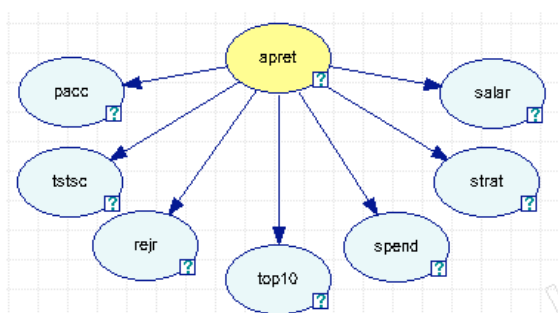 apret
?
pacc
?
salar
?
tstsc
?
strat
?
rejr
?
spend
?
top10
?